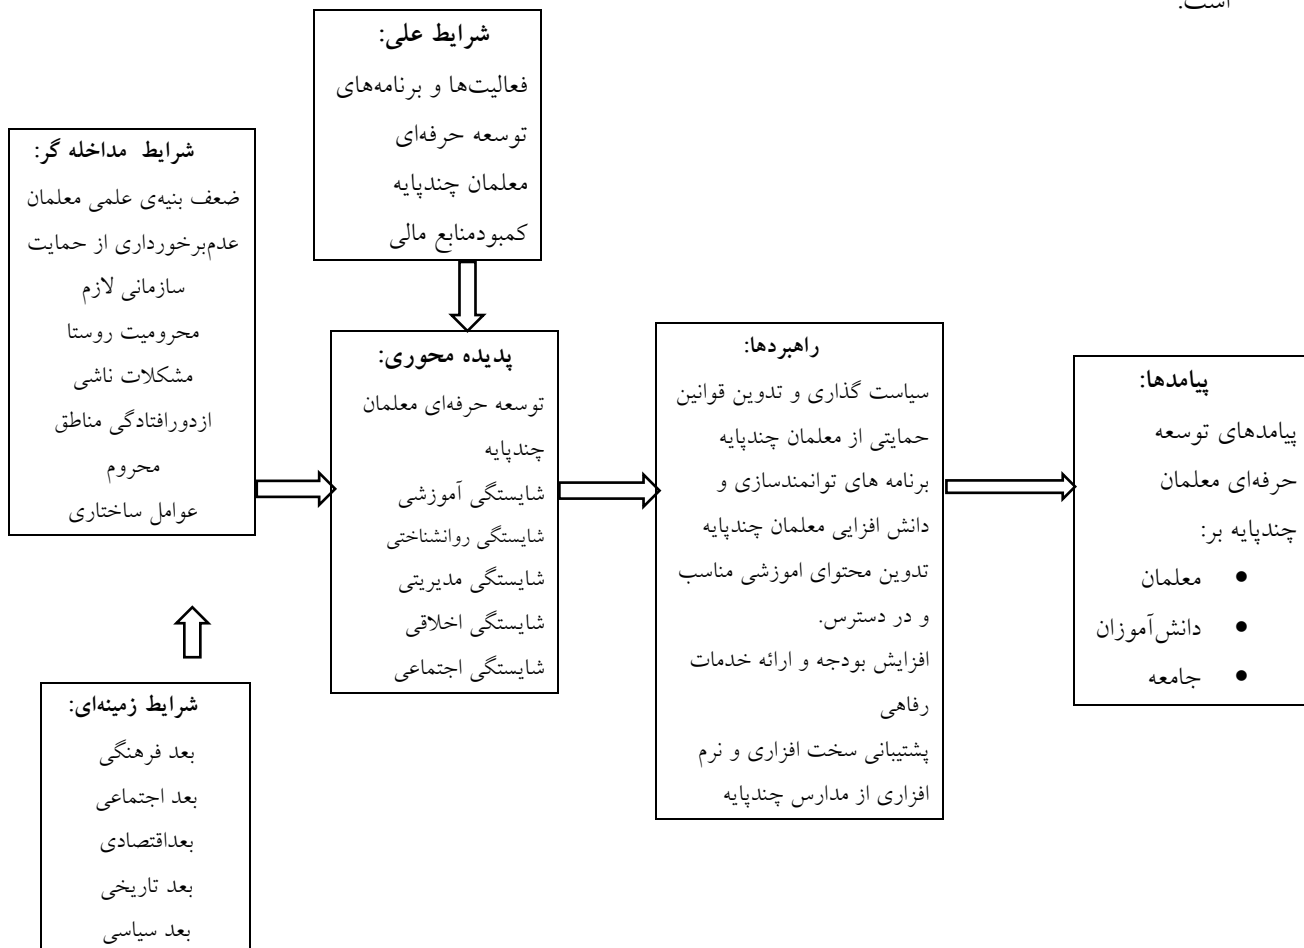 است.
شرایط علی:
فعالیت‌ها و برنامه‌های
توسعه حرفه‌ای
معلمان چندپایه
کمبودمنابع مالی
شرایط مداخله گر:
ضعف بنیه‌ی علمی معلمان
عدم‌برخورداری از حمایت
سازمانی لازم
محرومیت روستا
مشکلات ناشی
ازدورافتادگی مناطق
محروم
عوامل ساختاری
پدیده محوری:
توسعه حرفه‌ای معلمان
چندپایه
شایستگی آموزشی
شایستگی روانشناختی
شایستگی مدیریتی
شایستگی اخلاقی
شایستگی اجتماعی
راهبردها:
سیاست گذاری و تدوین قوانین
حمایتی از معلمان چندپایه
برنامه های توانمندسازی و
دانش افزایی معلمان چندپایه
تدوین محتوای اموزشی مناسب
و در دسترس.
افزایش بودجه و ارائه خدمات
رفاهی
پشتیبانی سخت افزاری و نرم
افزاری از مدارس چندپایه
پیامدها:
پیامدهای توسعه
حرفه‌ای معلمان
چندپایه بر:
• معلمان
• دانش‌آموزان
• جامعه
شرایط زمینه‌ای:
بعد فرهنگی
بعد اجتماعی
بعداقتصادی
بعد تاریخی
بعد سیاسی